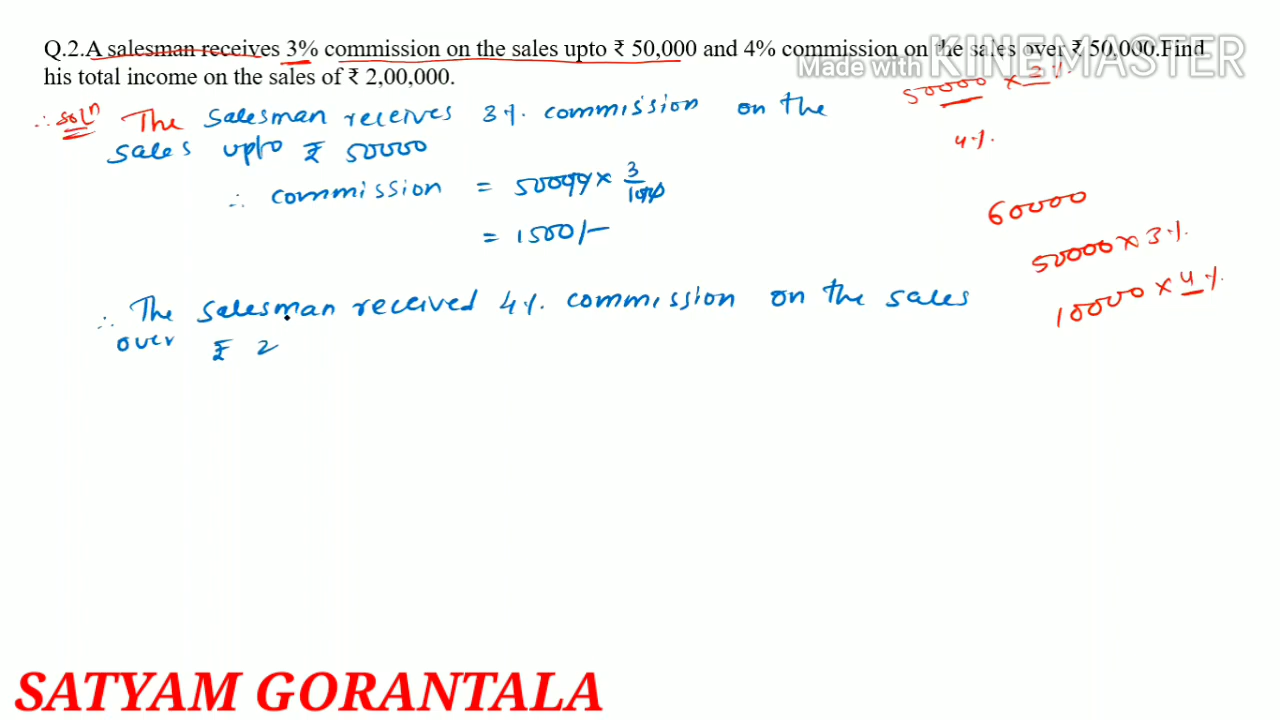 Q.2.A salesman receives 3% commission on the sales upto ₹ 50,000 and 4% commission on the sales over ₹ 50,000.Find
his total income on the sales of ₹ 2,00,000.
Made with KINEMASTER
∴ Solⁿ The salesman receives 3%. commission on the
sales upto ₹ 50000
∴ commission = 50000 × 3/100
= 1500/-
∴ The salesman received 4%. commission on the sales
over ₹ 2
50000 × 3%
4%
60000
50000 × 3%
10000 × 4%
SATYAM GORANTALA